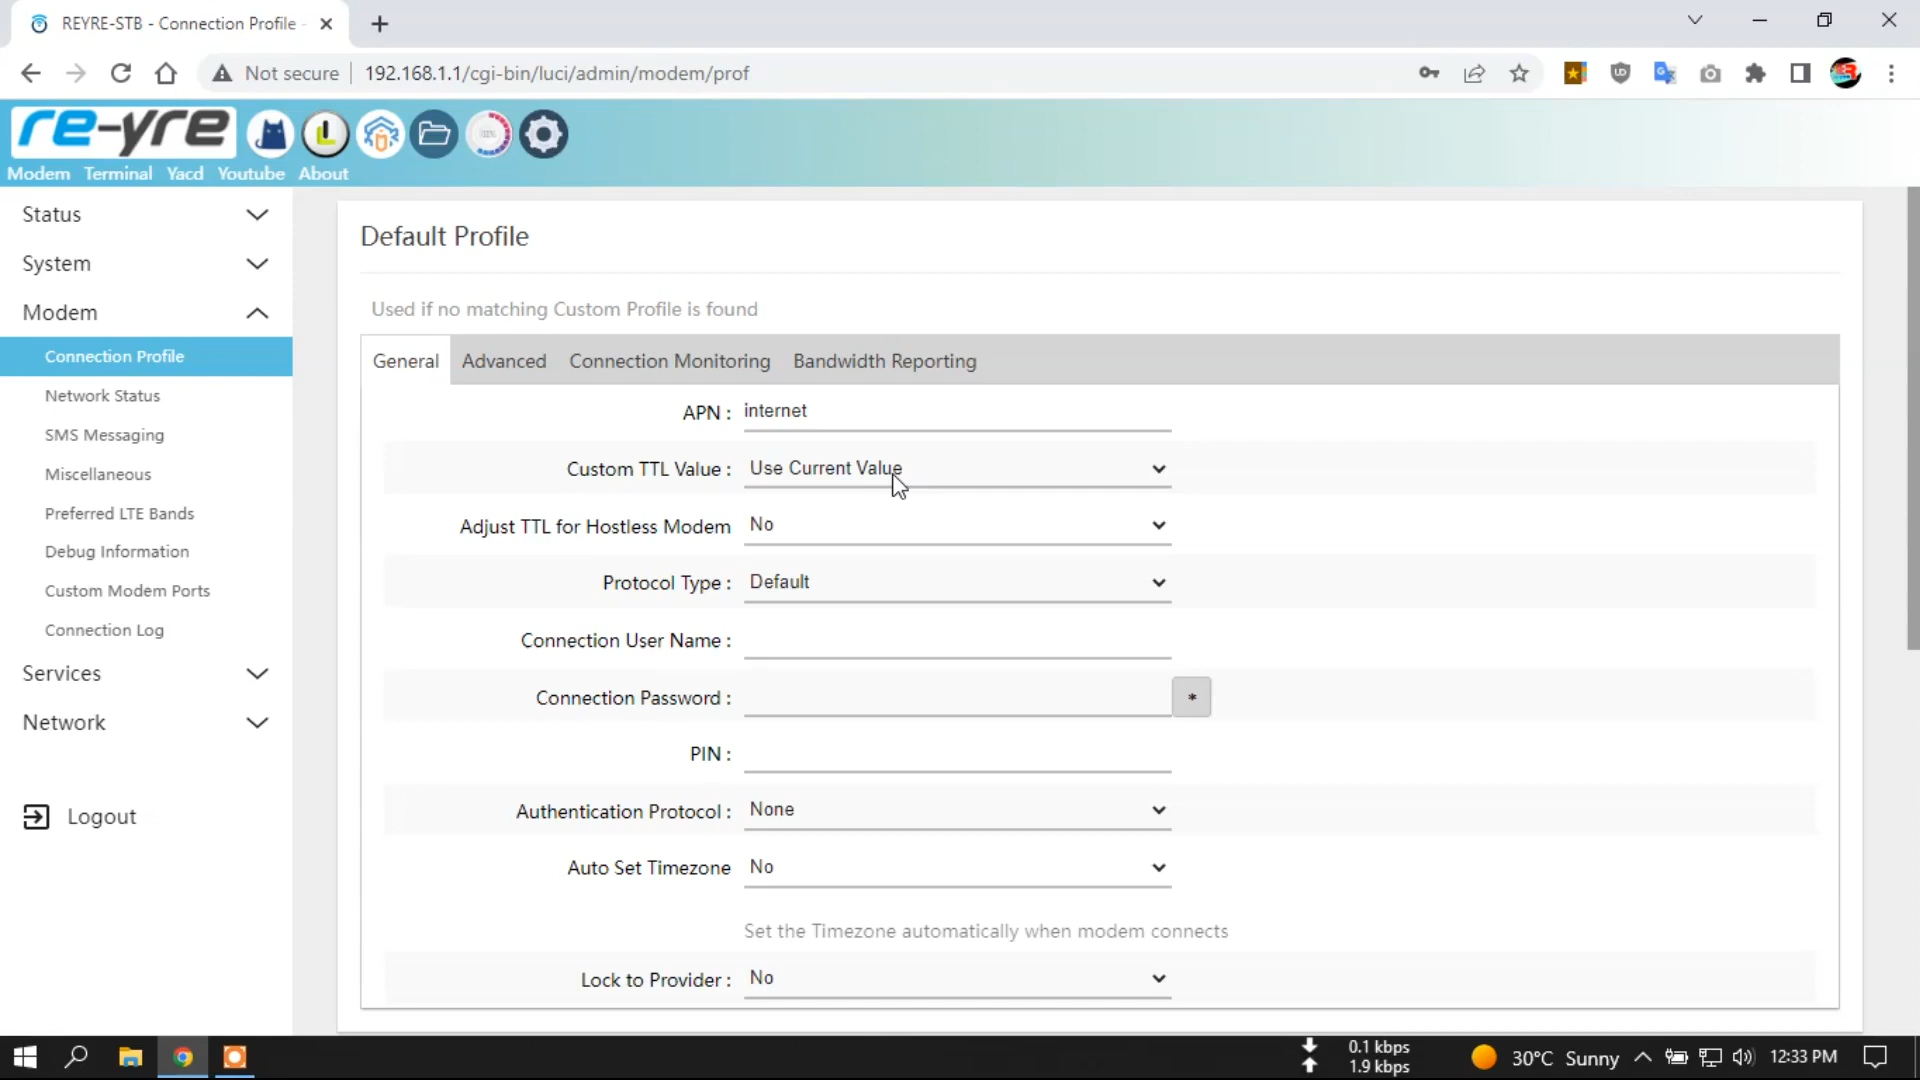 REYRE-STB - Connection Profile -
Not secure
192.168.1.1/cgi-bin/luci/admin/modem/prof
re-yre
100%
Modem Terminal Yacd Youtube About
Status
System
Modem
Connection Profile
Network Status
SMS Messaging
Miscellaneous
Preferred LTE Bands
Debug Information
Custom Modem Ports
Connection Log
Services
Network
Logout
Default Profile
Used if no matching Custom Profile is found
General Advanced Connection Monitoring Bandwidth Reporting
APN : internet
Custom TTL Value : Use Current Value
Adjust TTL for Hostless Modem No
Protocol Type : Default
Connection User Name :
Connection Password : *
PIN :
Authentication Protocol : None
Auto Set Timezone No
Set the Timezone automatically when modem connects
Lock to Provider : No
0.1 kbps
1.9 kbps
30°C Sunny
12:33 PM